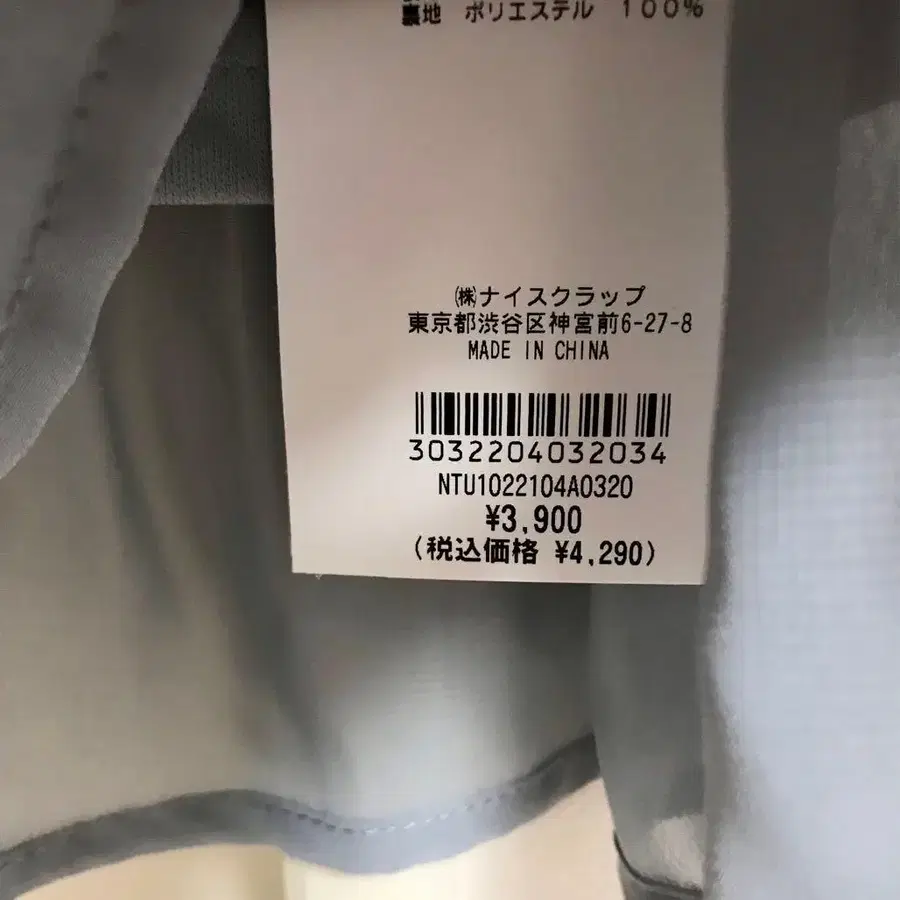 裏地 ポリエステル 100%
㈱ナイスクラップ
東京都渋谷区神宮前6-27-8
MADE IN CHINA
3032204032034
NTU1022104A0320
¥3,900
(税込価格 ¥4,290)